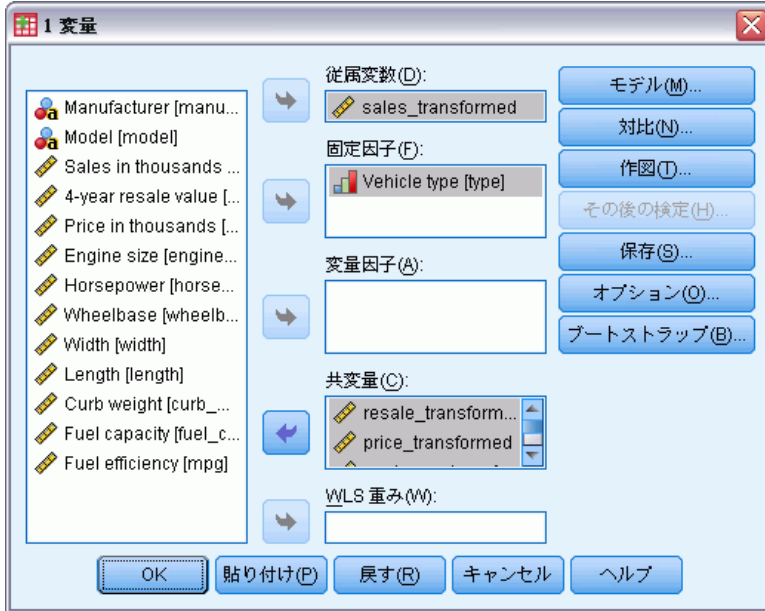 1 変量
Manufacturer [manu...
Model [model]
Sales in thousands ...
4-year resale value [...
Price in thousands [...
Engine size [engine...
Horsepower [horse...
Wheelbase [wheelb...
Width [width]
Length [length]
Curb weight [curb_...
Fuel capacity [fuel_c...
Fuel efficiency [mpg]
従属変数(D):
sales_transformed
固定因子(F):
Vehicle type [type]
変量因子(A):
共変量(C):
resale_transform...
price_transformed
WLS 重み(W):
モデル(M)...
対比(N)...
作図(T)...
その後の検定(H)...
保存(S)...
オプション(O)...
ブートストラップ(B)...
OK
貼り付け(P)
戻す(R)
キャンセル
ヘルプ